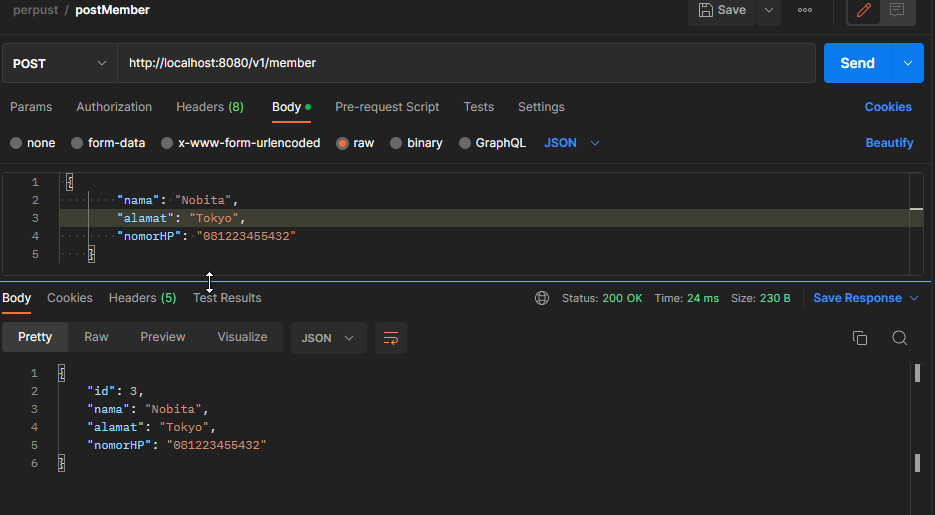 perpust / postMember Save
POST http://localhost:8080/v1/member Send
Params Authorization Headers (8) Body Pre-request Script Tests Settings Cookies
none form-data x-www-form-urlencoded raw binary GraphQL JSON Beautify
1 {
2 "nama": "Nobita",
3 "alamat": "Tokyo",
4 "nomorHP": "081223455432"
5 }
Body Cookies Headers (5) Test Results Status: 200 OK Time: 24 ms Size: 230 B Save Response
Pretty Raw Preview Visualize JSON
1 {
2 "id": 3,
3 "nama": "Nobita",
4 "alamat": "Tokyo",
5 "nomorHP": "081223455432"
6 }